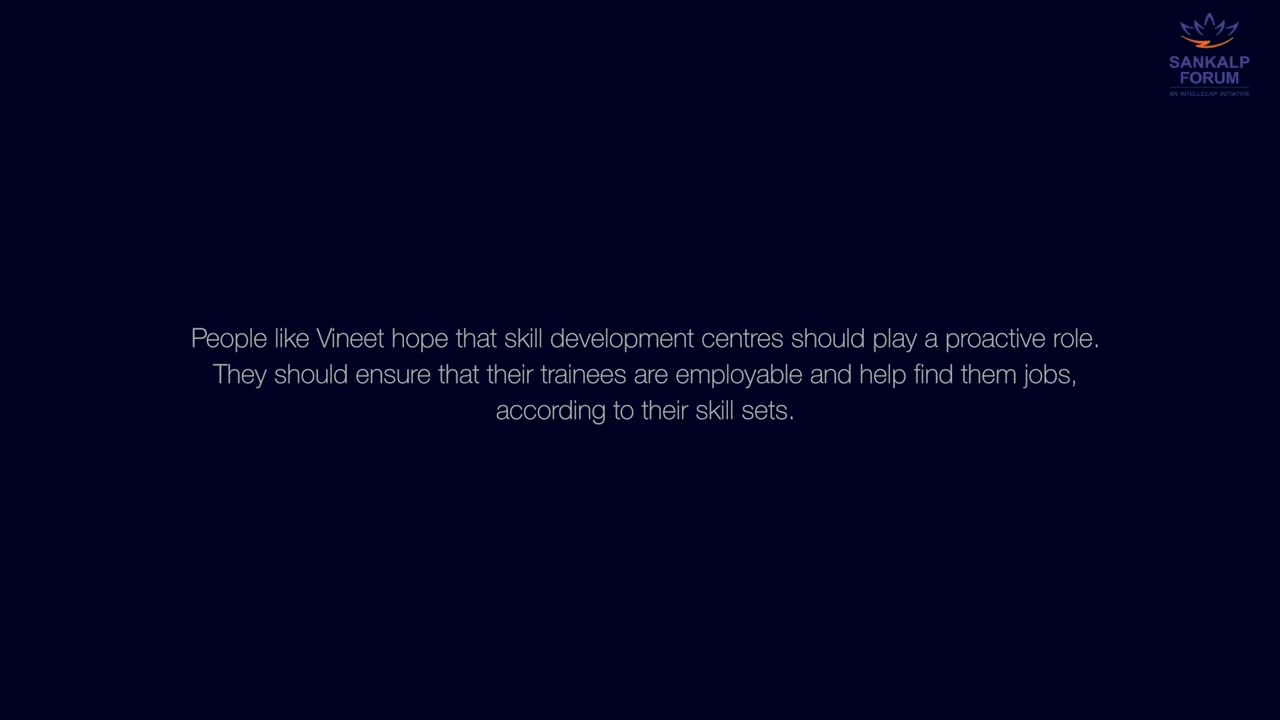 SANKALP
FORUM
AN INTELLECAP INITIATIVE
People like Vineet hope that skill development centres should play a proactive role.
They should ensure that their trainees are employable and help find them jobs,
according to their skill sets.